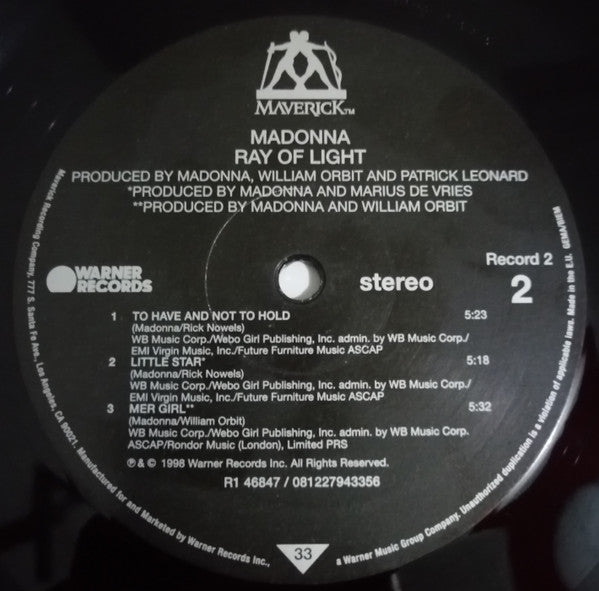 MAVERICK™
MADONNA
RAY OF LIGHT
PRODUCED BY MADONNA, WILLIAM ORBIT AND PATRICK LEONARD
*PRODUCED BY MADONNA AND MARIUS DE VRIES
**PRODUCED BY MADONNA AND WILLIAM ORBIT
WARNER
RECORDS
stereo
Record 2
2
1 TO HAVE AND NOT TO HOLD 5:23
(Madonna/Rick Nowels)
WB Music Corp./Webo Girl Publishing, Inc. admin. by WB Music Corp./
EMI Virgin Music, Inc./Future Furniture Music ASCAP
2 LITTLE STAR* 5:18
(Madonna/Rick Nowels)
WB Music Corp./Webo Girl Publishing, Inc. admin. by WB Music Corp./
EMI Virgin Music, Inc./Future Furniture Music ASCAP
3 MER GIRL** 5:32
(Madonna/William Orbit)
WB Music Corp./Webo Girl Publishing, Inc. admin. by WB Music Corp.
ASCAP/Rondor Music (London), Limited PRS
℗ & © 1998 Warner Records Inc. All Rights Reserved.
R1 46847 / 081227943356
33
Maverick Recording Company, 777 S. Santa Fe Ave., Los Angeles, CA 90021. Manufactured for and Marketed by Warner Records Inc., a Warner Music Group Company. Unauthorized duplication is a violation of applicable laws. Made in the E.U. GEMA/BIEM